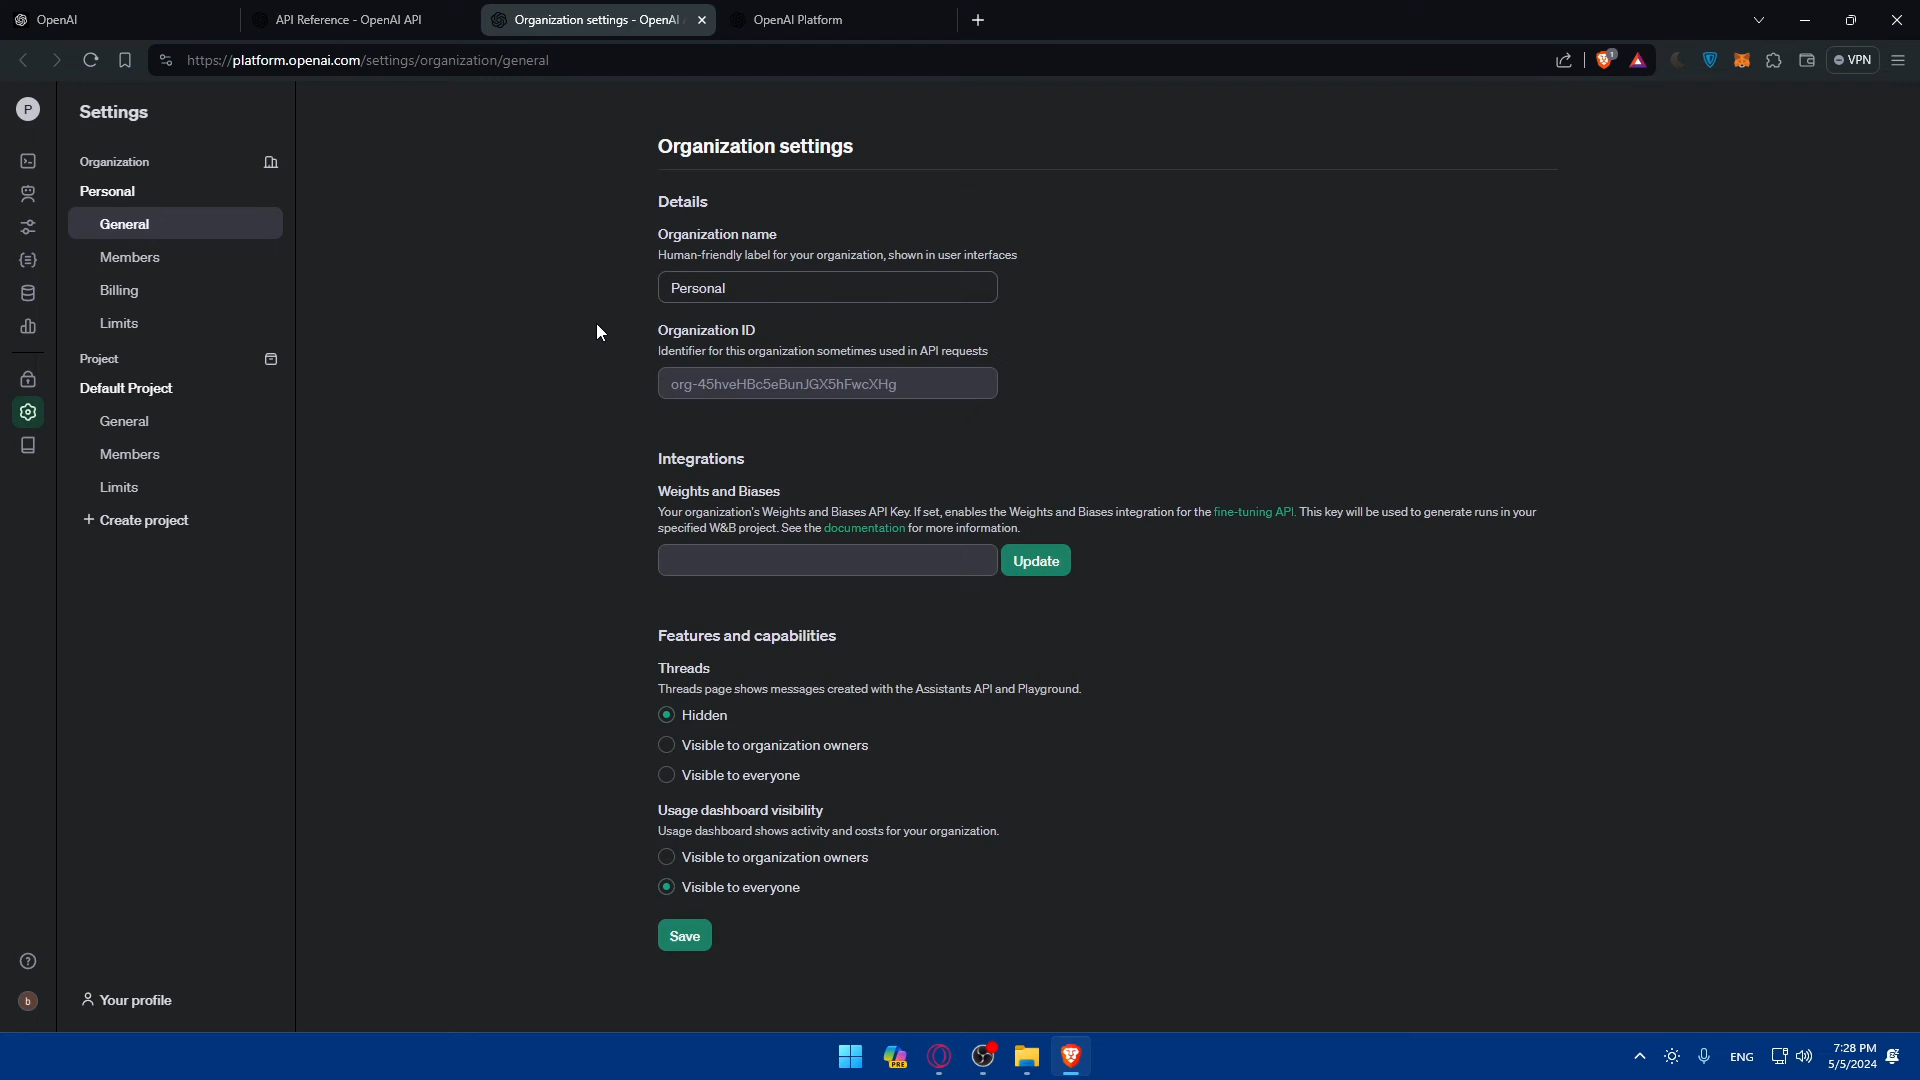 OpenAI
API Reference - OpenAI API
Organization settings - OpenAI
OpenAI Platform
https://platform.openai.com/settings/organization/general
1
VPN
P
Settings
Organization
Personal
General
Members
Billing
Limits
Project
Default Project
General
Members
Limits
+ Create project
b
Your profile
Organization settings
Details
Organization name
Human-friendly label for your organization, shown in user interfaces
Personal
Organization ID
Identifier for this organization sometimes used in API requests
org-45hveHBc5eBunJGX5hFwcXHg
Integrations
Weights and Biases
Your organization's Weights and Biases API Key. If set, enables the Weights and Biases integration for the fine-tuning API. This key will be used to generate runs in your
specified W&B project. See the documentation for more information.
Update
Features and capabilities
Threads
Threads page shows messages created with the Assistants API and Playground.
Hidden
Visible to organization owners
Visible to everyone
Usage dashboard visibility
Usage dashboard shows activity and costs for your organization.
Visible to organization owners
Visible to everyone
Save
PRE
ENG
7:28 PM
5/5/2024